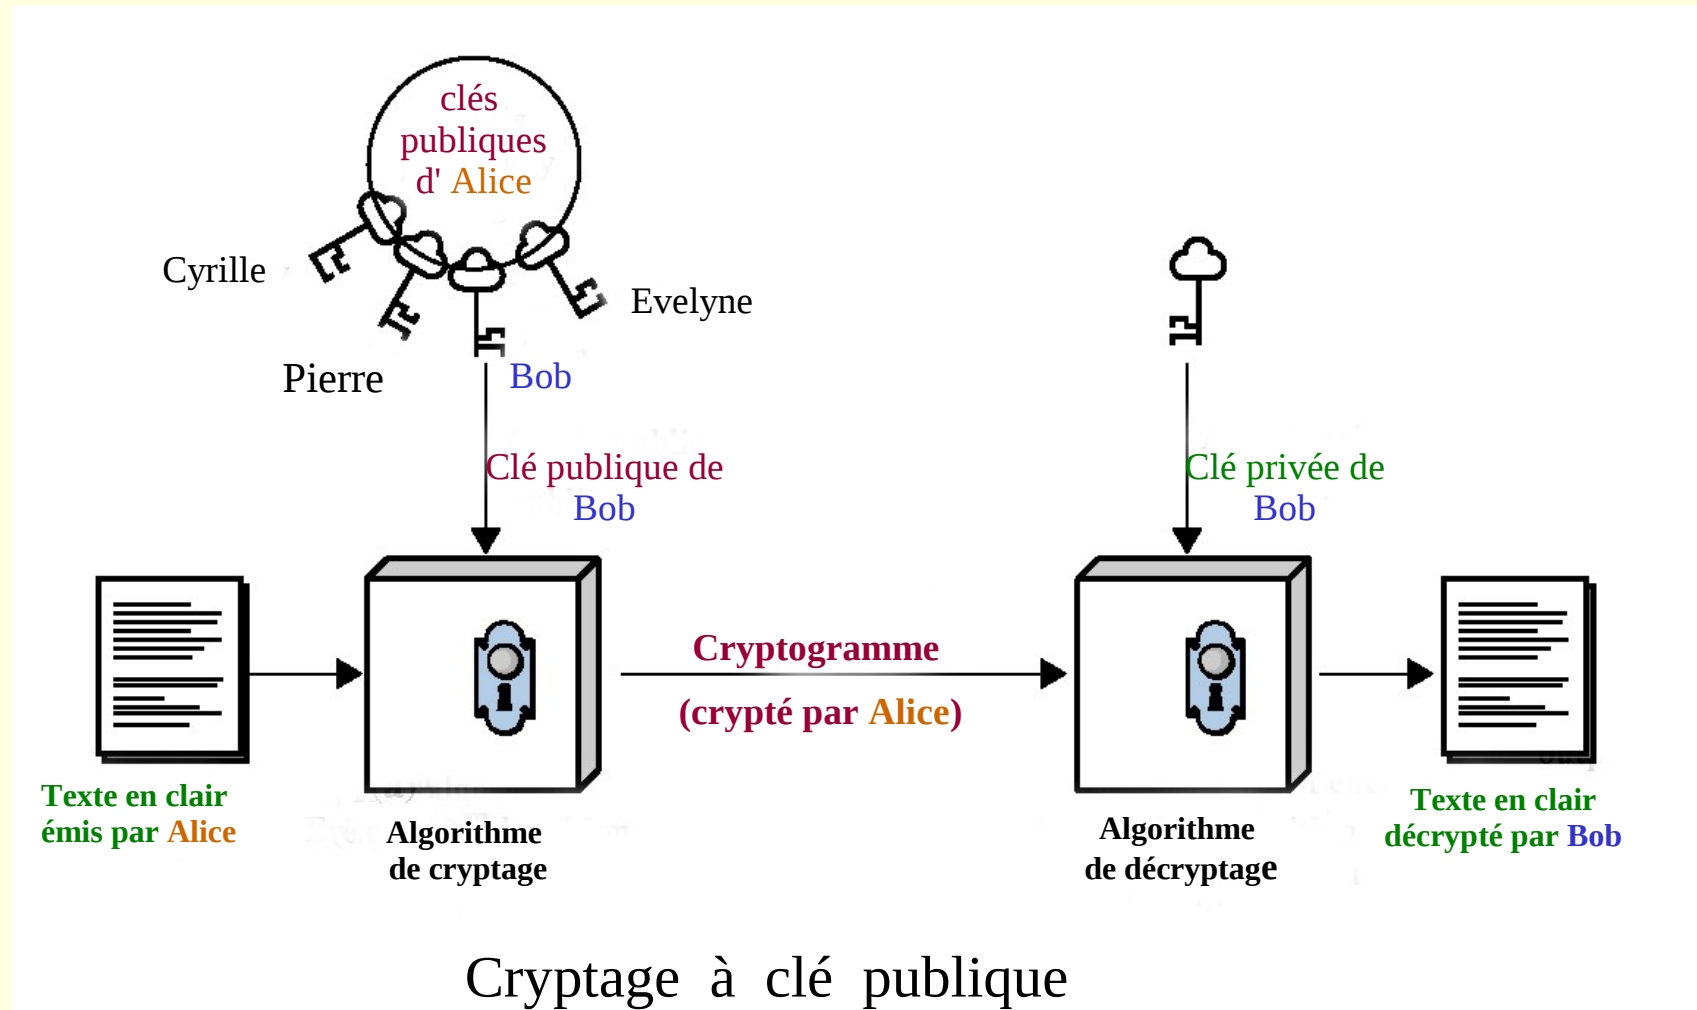 clés
publiques
d' Alice
Cyrille
Evelyne
Pierre
Bob
Clé publique de
Bob
Clé privée de
Bob
Cryptogramme
(crypté par Alice)
Texte en clair
émis par Alice
Algorithme
de cryptage
Algorithme
de décryptage
Texte en clair
décrypté par Bob
Cryptage à clé publique